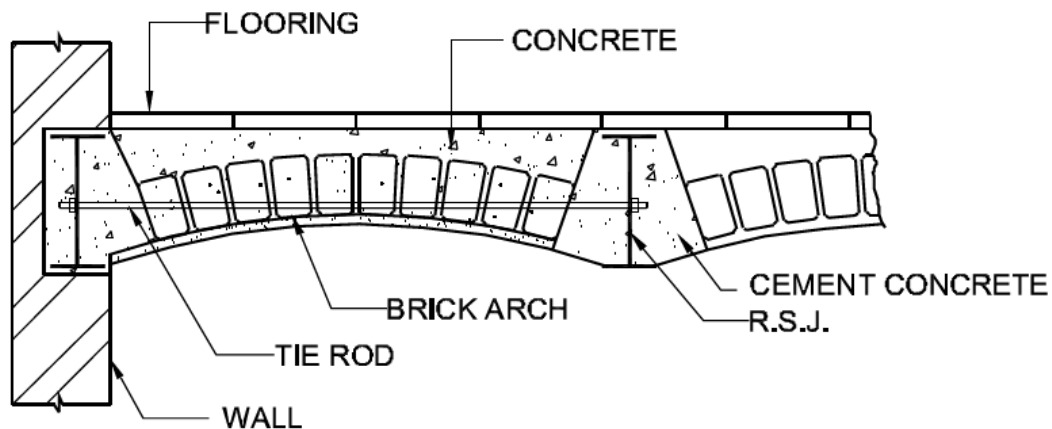 FLOORING
CONCRETE
CEMENT CONCRETE
BRICK ARCH
R.S.J.
TIE ROD
WALL